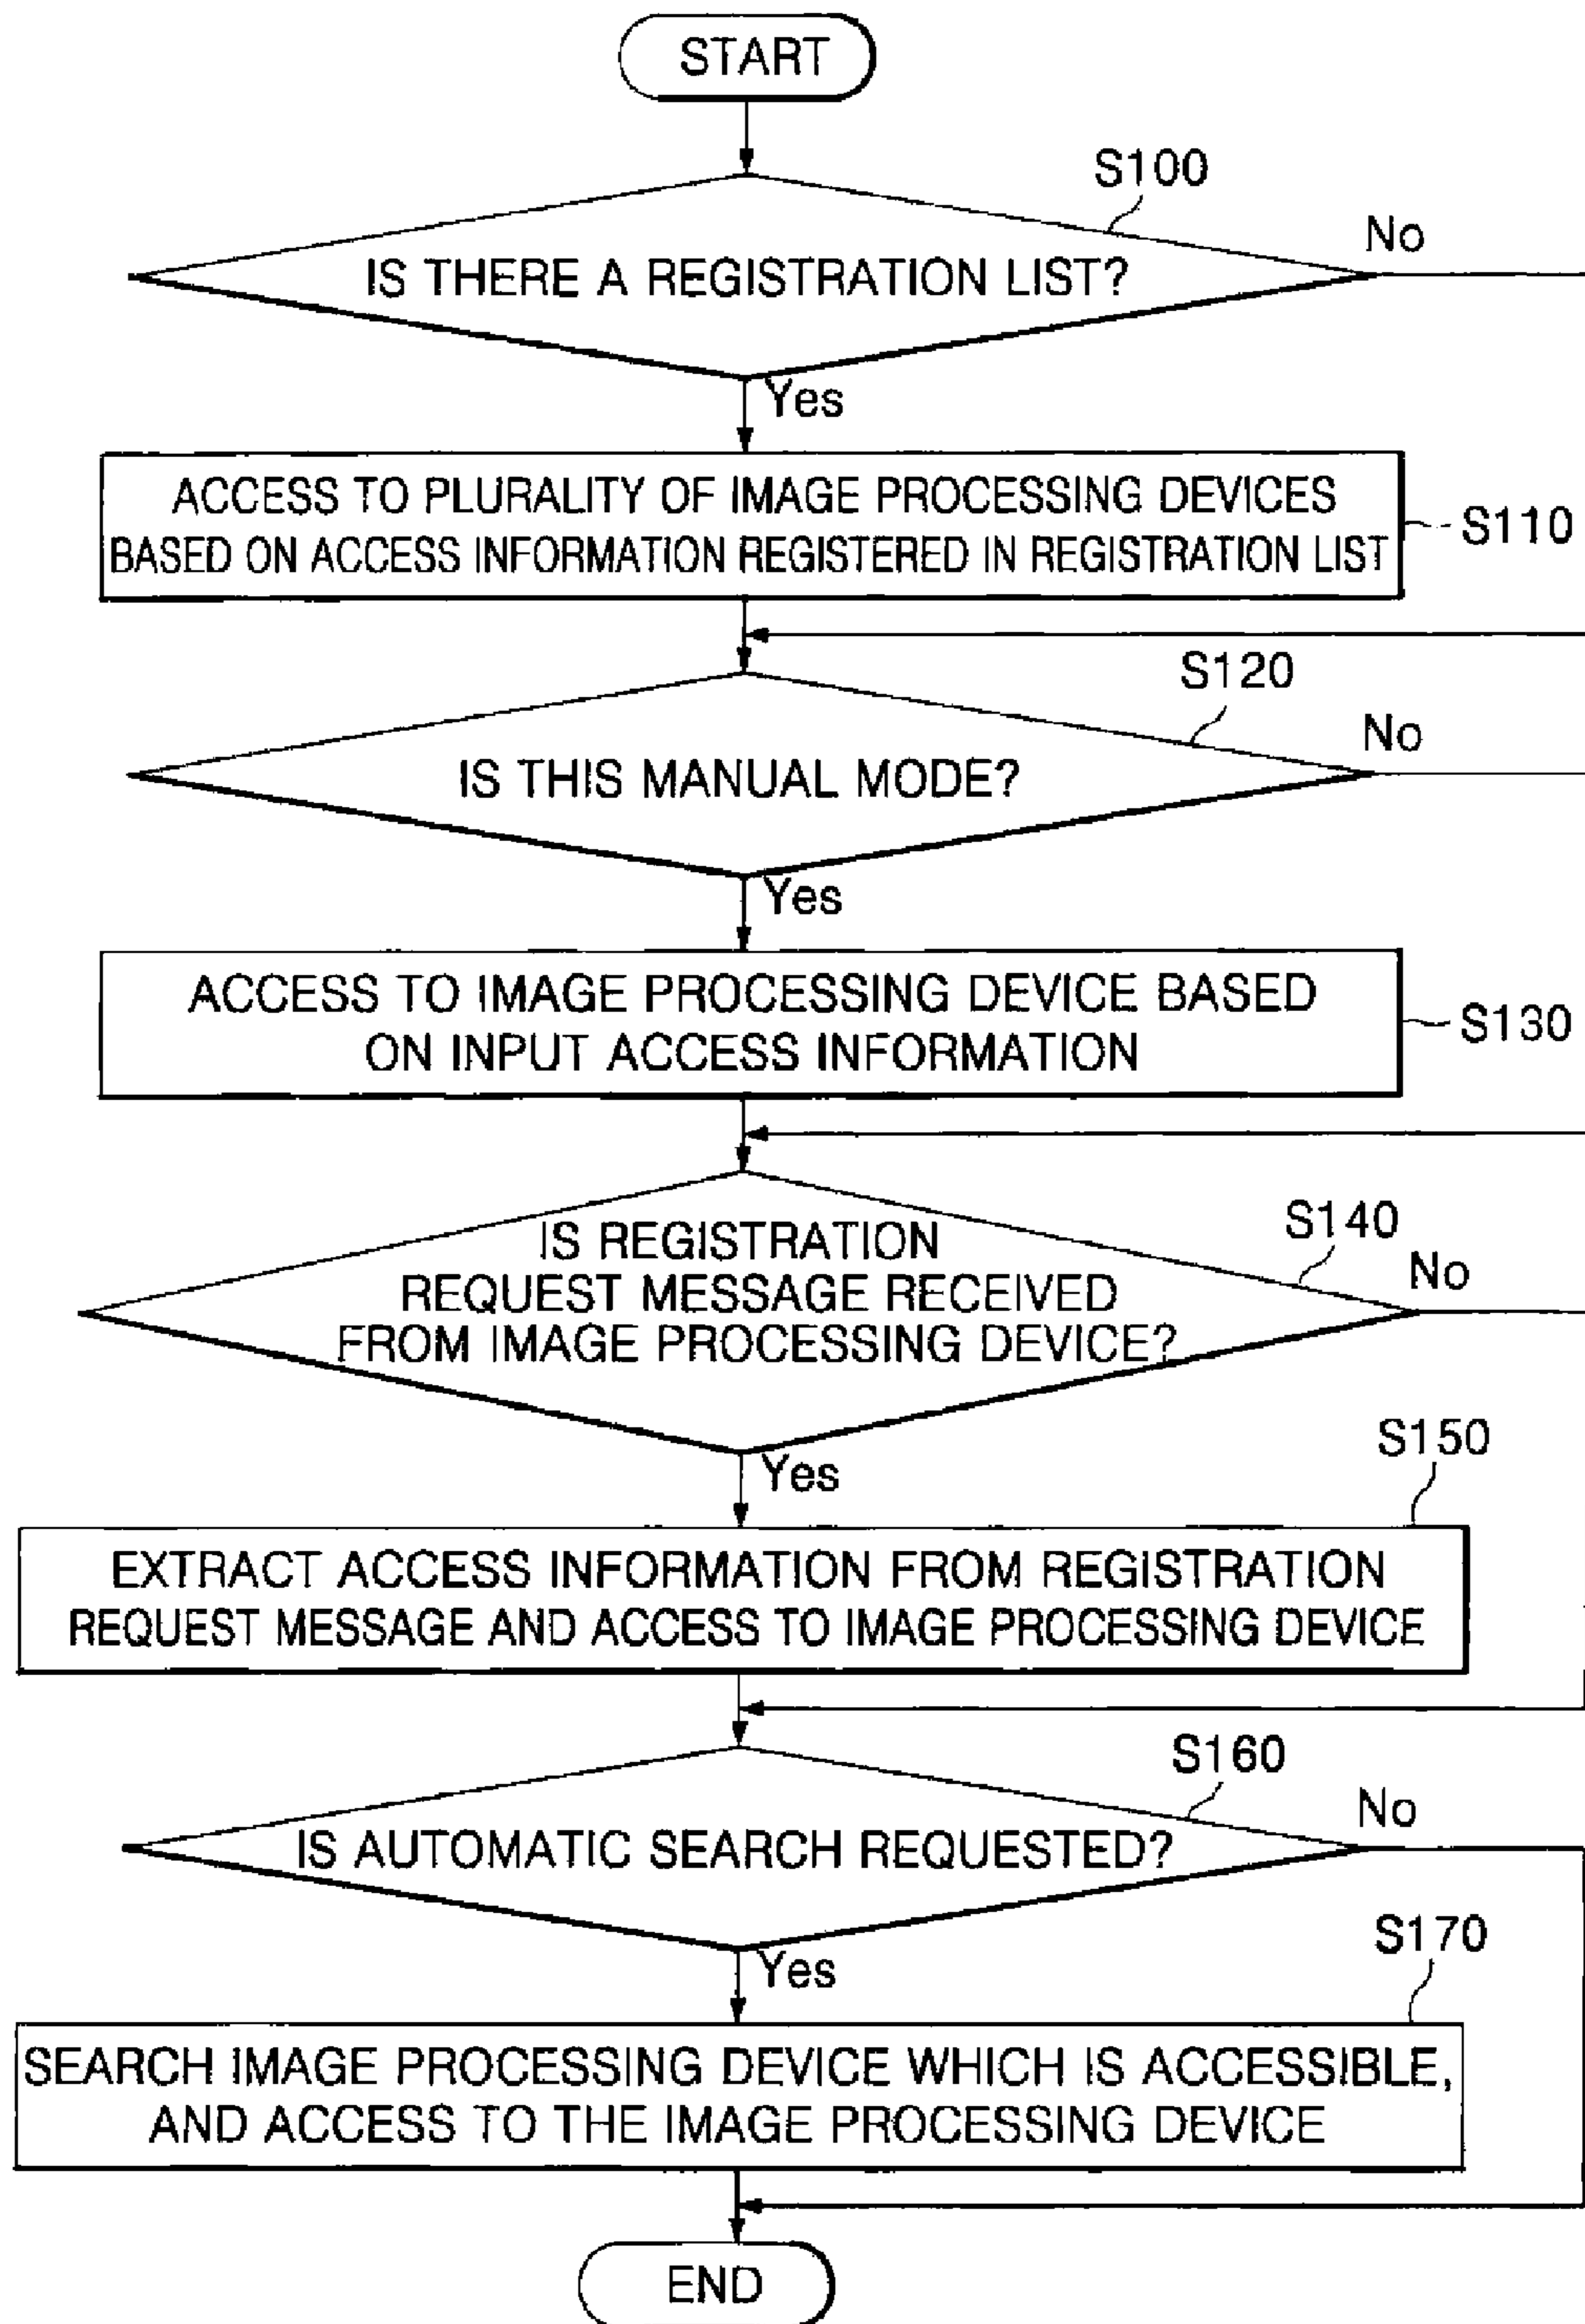 START
S100
No
IS THERE A REGISTRATION LIST?
Yes
ACCESS TO PLURALITY OF IMAGE PROCESSING DEVICES
BASED ON ACCESS INFORMATION REGISTERED IN REGISTRATION LIST
S110
S120
No
IS THIS MANUAL MODE?
Yes
ACCESS TO IMAGE PROCESSING DEVICE BASED
ON INPUT ACCESS INFORMATION
S130
S140
No
IS REGISTRATION
REQUEST MESSAGE RECEIVED
FROM IMAGE PROCESSING DEVICE?
Yes
S150
EXTRACT ACCESS INFORMATION FROM REGISTRATION
REQUEST MESSAGE AND ACCESS TO IMAGE PROCESSING DEVICE
S160
No
IS AUTOMATIC SEARCH REQUESTED?
Yes
S170
SEARCH IMAGE PROCESSING DEVICE WHICH IS ACCESSIBLE,
AND ACCESS TO THE IMAGE PROCESSING DEVICE
END